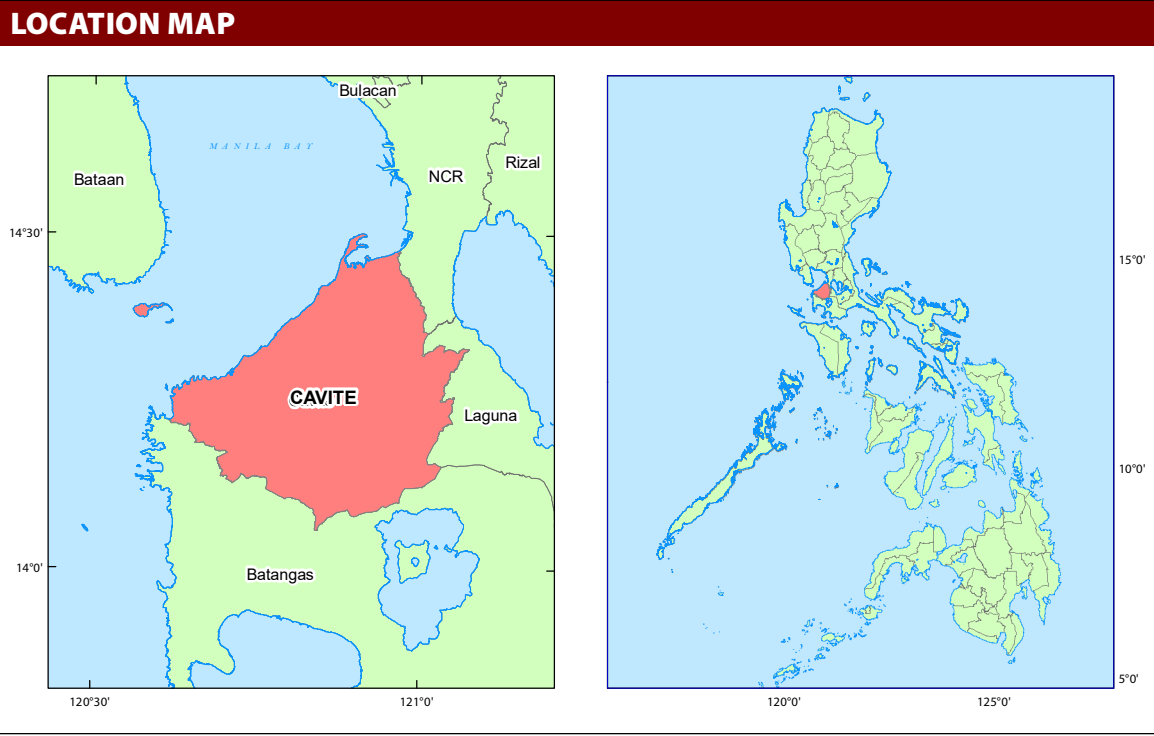 LOCATION MAP
Bulacan
MANILA BAY
Rizal
NCR
Bataan
14°30'
CAVITE
Laguna
14°0'
Batangas
120°30'
121°0'
15°0'
10°0'
5°0'
120°0'
125°0'